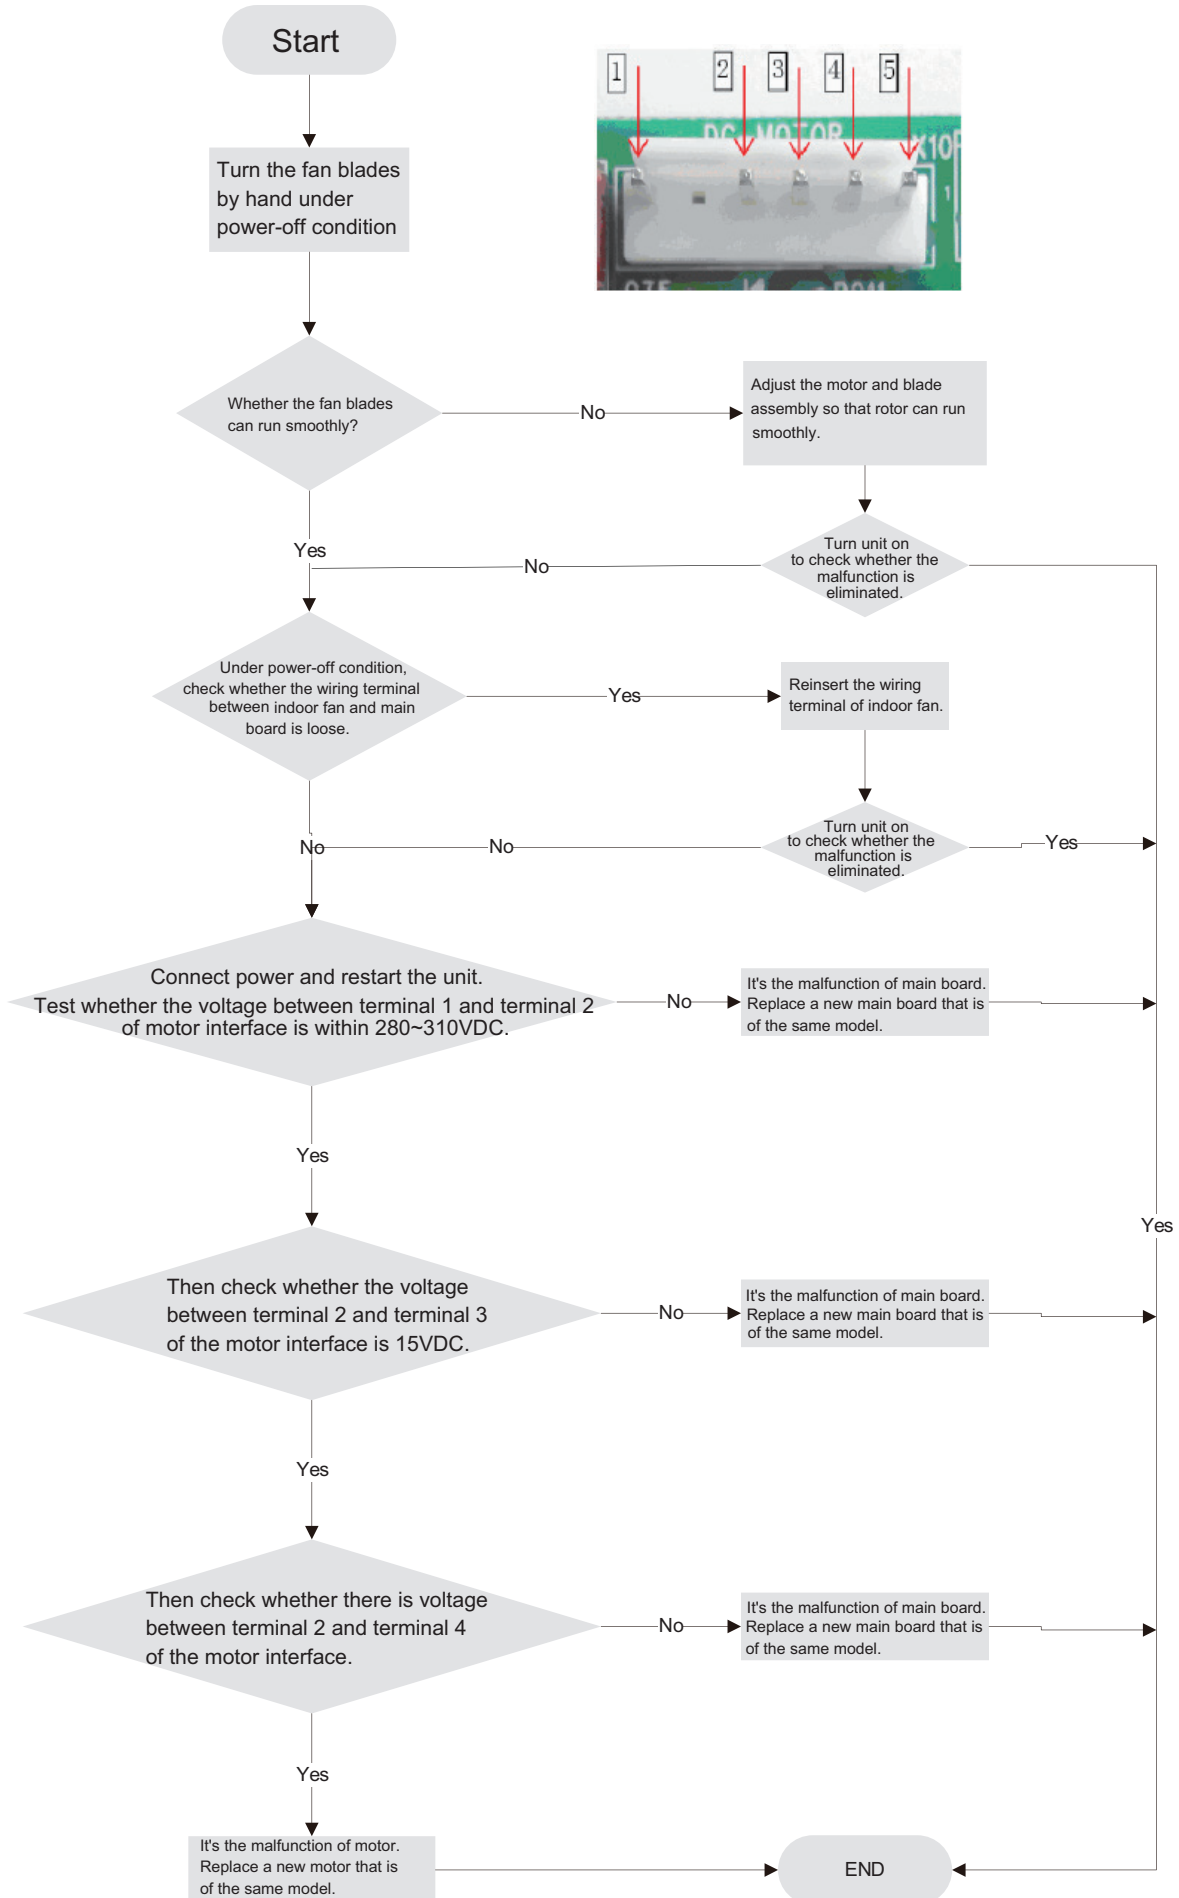 Start
1
2
3
4
5
DC MOTOR
1
Turn the fan blades
by hand under
power-off condition
Whether the fan blades
can run smoothly?
No
Adjust the motor and blade
assembly so that rotor can run
smoothly.
Yes
No
Turn unit on
to check whether the
malfunction is
eliminated.
Under power-off condition,
check whether the wiring terminal
between indoor fan and main
board is loose.
Yes
Reinsert the wiring
terminal of indoor fan.
No
No
Turn unit on
to check whether the
malfunction is
eliminated.
Yes
Connect power and restart the unit.
Test whether the voltage between terminal 1 and terminal 2
of motor interface is within 280~310VDC.
No
It's the malfunction of main board.
Replace a new main board that is
of the same model.
Yes
Yes
Then check whether the voltage
between terminal 2 and terminal 3
of the motor interface is 15VDC.
No
It's the malfunction of main board.
Replace a new main board that is
of the same model.
Yes
Then check whether there is voltage
between terminal 2 and terminal 4
of the motor interface.
No
It's the malfunction of main board.
Replace a new main board that is
of the same model.
Yes
It's the malfunction of motor.
Replace a new motor that is
of the same model.
END